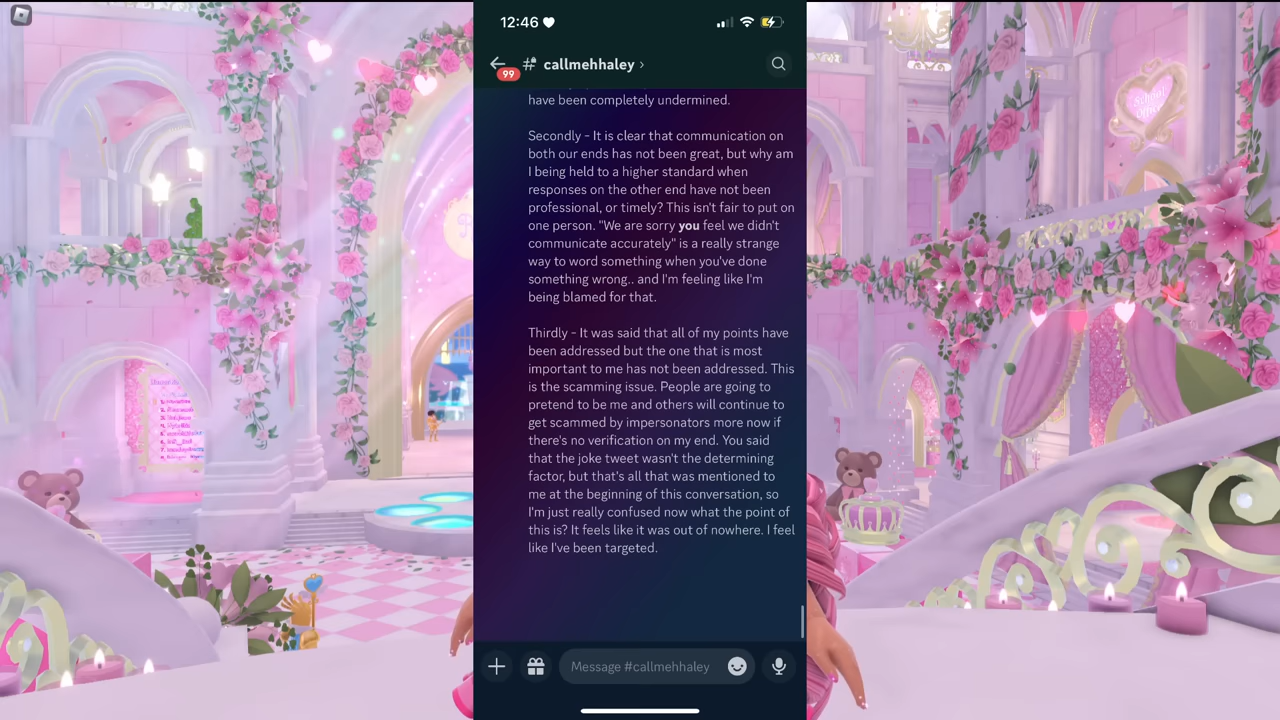 12:46
99
callmehhaley
have been completely undermined.
Secondly - It is clear that communication on
both our ends has not been great, but why am
I being held to a higher standard when
responses on the other end have not been
professional, or timely? This isn't fair to put on
one person. "We are sorry you feel we didn't
communicate accurately" is a really strange
way to word something when you've done
something wrong.. and I'm feeling like I'm
being blamed for that.
Thirdly - It was said that all of my points have
been addressed but the one that is most
important to me has not been addressed. This
is the scamming issue. People are going to
pretend to be me and others will continue to
get scammed by impersonators more now if
there's no verification on my end. You said
that the joke tweet wasn't the determining
factor, but that's all that was mentioned to
me at the beginning of this conversation, so
I'm just really confused now what the point of
this is? It feels like it was out of nowhere. I feel
like I've been targeted.
Message #callmehhaley
School